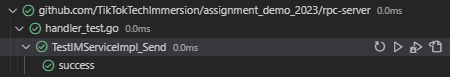 github.com/TikTokTechImmersion/assignment_demo_2023/rpc-server 0.0ms
handler_test.go 0.0ms
TestIMServiceImpl_Send 0.0ms
success